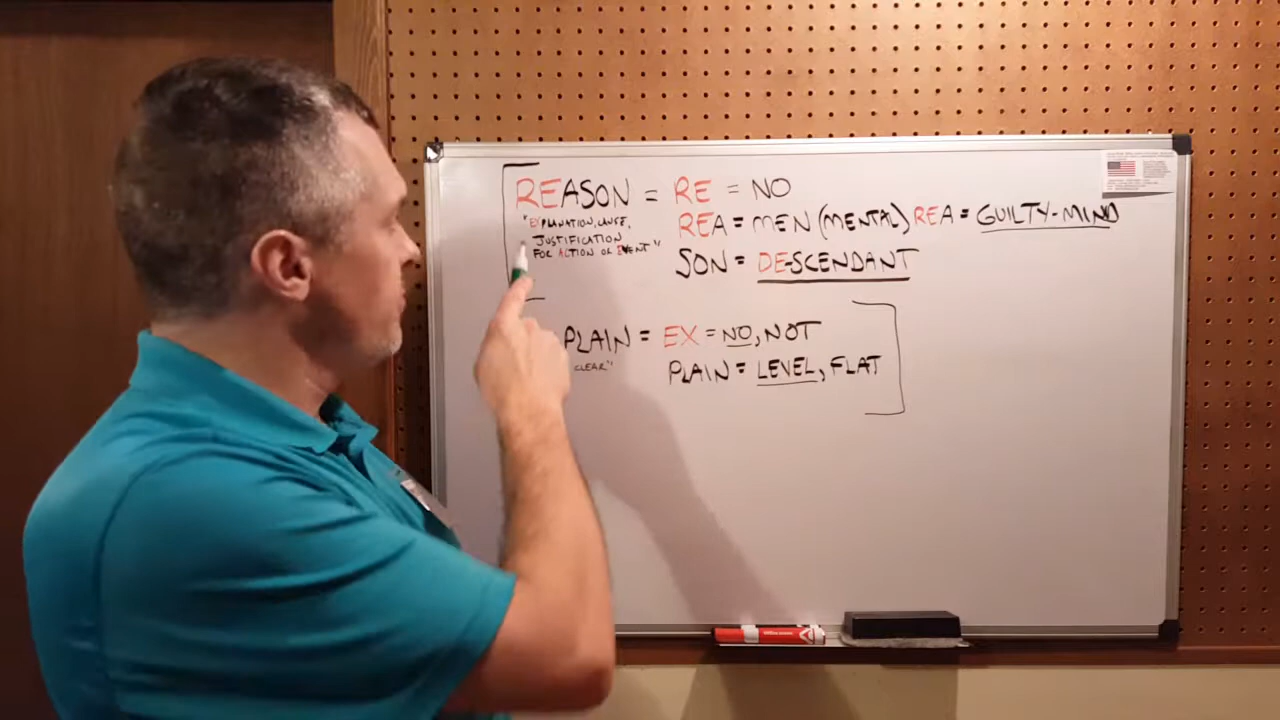 REASON = RE = NO
"EXPLANATION, CAUSE, JUSTIFICATION FOR ACTION OR EVENT"
REA = MEN (MENTAL) REA = GUILTY-MIND
SON = DE-SCENDANT
PLAIN = EX = NO, NOT
CLEAR"
PLAIN = LEVEL, FLAT